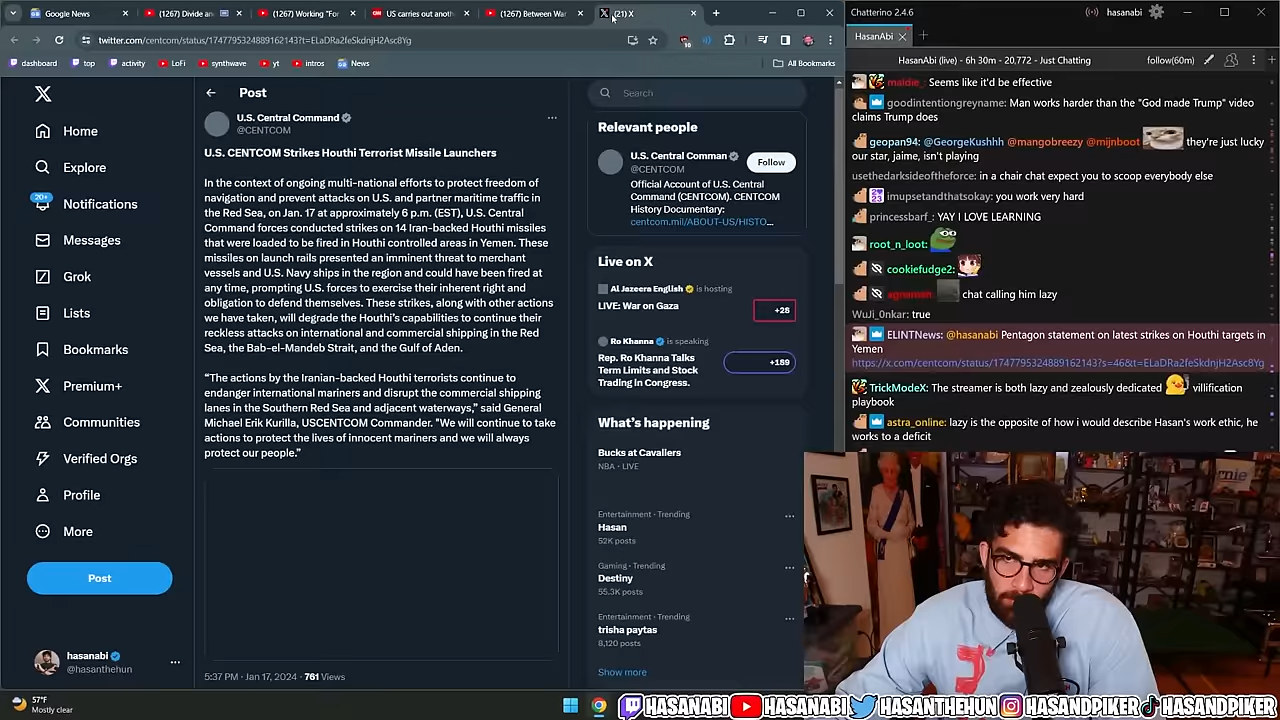 Google News
(1267) Divide and
(1267) Working "For
US carries out anoth
(1267) Between War
(21) X
twitter.com/centcom/status/1747795324889162143?t=ELaDRa2feSkdnjH2Asc8Yg
dashboard
top
activity
LoFi
synthwave
yt
intros
News
All Bookmarks
Home
Explore
20+
Notifications
Messages
Grok
Lists
Bookmarks
Premium+
Communities
Verified Orgs
Profile
More
Post
hasanabi
@hasanthehun
Post
U.S. Central Command
@CENTCOM
U.S. CENTCOM Strikes Houthi Terrorist Missile Launchers
In the context of ongoing multi-national efforts to protect freedom of
navigation and prevent attacks on U.S. and partner maritime traffic in
the Red Sea, on Jan. 17 at approximately 6 p.m. (EST), U.S. Central
Command forces conducted strikes on 14 Iran-backed Houthi missiles
that were loaded to be fired in Houthi controlled areas in Yemen. These
missiles on launch rails presented an imminent threat to merchant
vessels and U.S. Navy ships in the region and could have been fired at
any time, prompting U.S. forces to exercise their inherent right and
obligation to defend themselves. These strikes, along with other actions
we have taken, will degrade the Houthi's capabilities to continue their
reckless attacks on international and commercial shipping in the Red
Sea, the Bab-el-Mandeb Strait, and the Gulf of Aden.
“The actions by the Iranian-backed Houthi terrorists continue to
endanger international mariners and disrupt the commercial shipping
lanes in the Southern Red Sea and adjacent waterways,” said General
Michael Erik Kurilla, USCENTCOM Commander. "We will continue to take
actions to protect the lives of innocent mariners and we will always
protect our people.”
5:37 PM · Jan 17, 2024 · 761 Views
Search
Relevant people
U.S. Central Comman
@CENTCOM
Follow
Official Account of U.S. Central
Command (CENTCOM). CENTCOM
History Documentary:
centcom.mil/ABOUT-US/HISTO...
Live on X
Al Jazeera English is hosting
LIVE: War on Gaza
+28
Ro Khanna is speaking
Rep. Ro Khanna Talks
Term Limits and Stock
Trading in Congress.
+189
What's happening
Bucks at Cavaliers
NBA · LIVE
Entertainment · Trending
Hasan
52K posts
Gaming · Trending
Destiny
55.3K posts
Entertainment · Trending
trisha paytas
8,120 posts
Show more
Chatterino 2.4.6
hasanabi
HasanAbi
HasanAbi (live) - 6h 30m - 20,772 - Just Chatting
follow(60m)
maldie_ Seems like it'd be effective
goodintentiongreyname: Man works harder than the "God made Trump" video
claims Trump does
geopan94: @GeorgeKushhh @mangobreezy @mijnboot they're just lucky
our star, jaime, isn't playing
usethedarksideoftheforce: in a chair chat expect you to scoop everybody else
imupsetandthatsokay: you work very hard
princessbarf_: YAY I LOVE LEARNING
root_n_loot:
cookiefudge2:
chat calling him lazy
WuJi_0nkar: true
ELINTNews: @hasanabi Pentagon statement on latest strikes on Houthi targets in
Yemen
https://x.com/centcom/status/1747795324889162143?s=46&t=ELaDRa2feSkdnjH2Asc8Yg
TrickModeX: The streamer is both lazy and zealously dedicated villification
playbook
astra_online: lazy is the opposite of how i would describe Hasan's work ethic, he
works to a deficit
57°F
Mostly clear
HASANABI
HASANABI
HASANTHEHUN
HASANDPIKER
HASANDPIKER